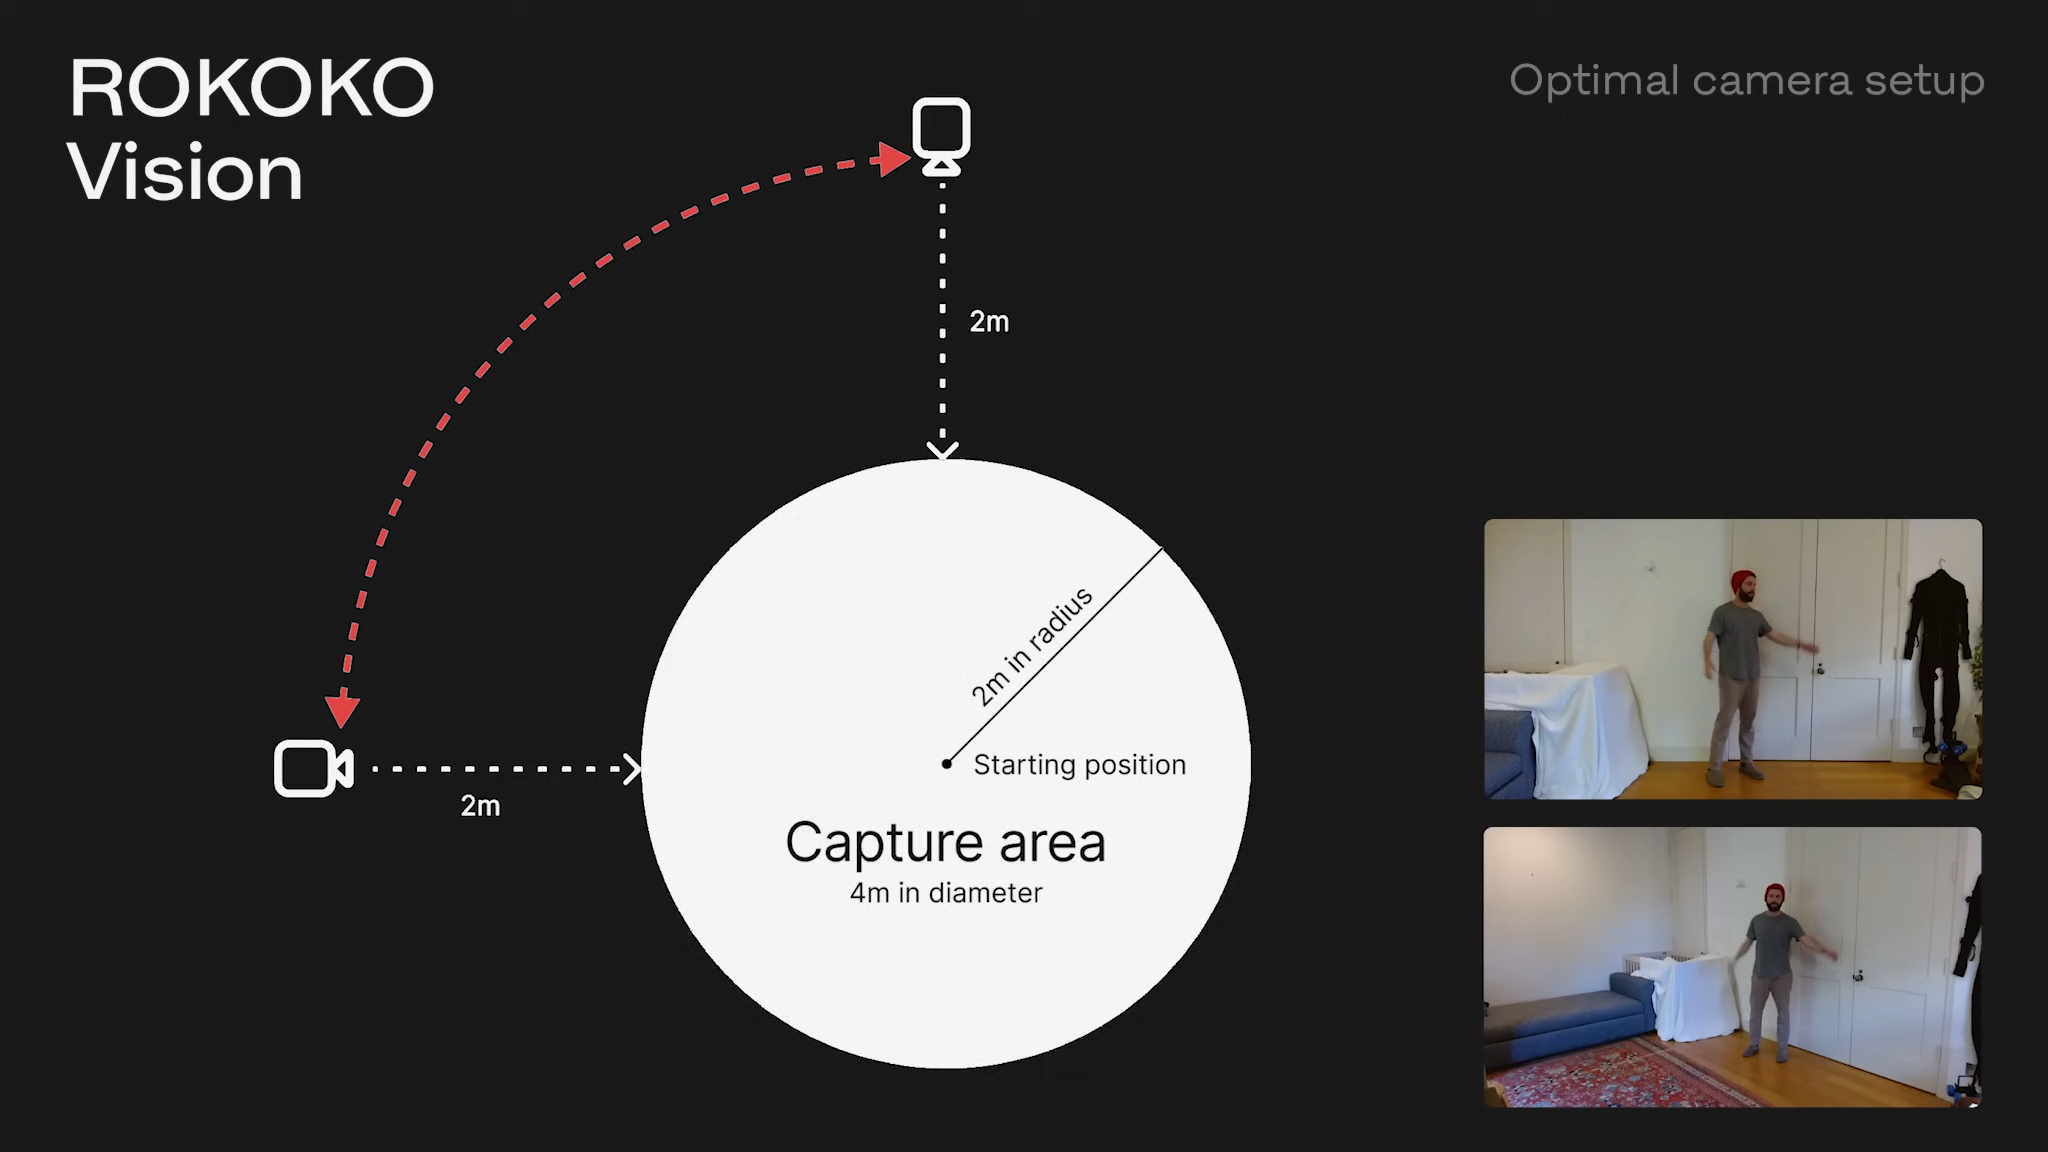 ROKOKO
Vision
Optimal camera setup
2m
2m in radius
Starting position
2m
Capture area
4m in diameter